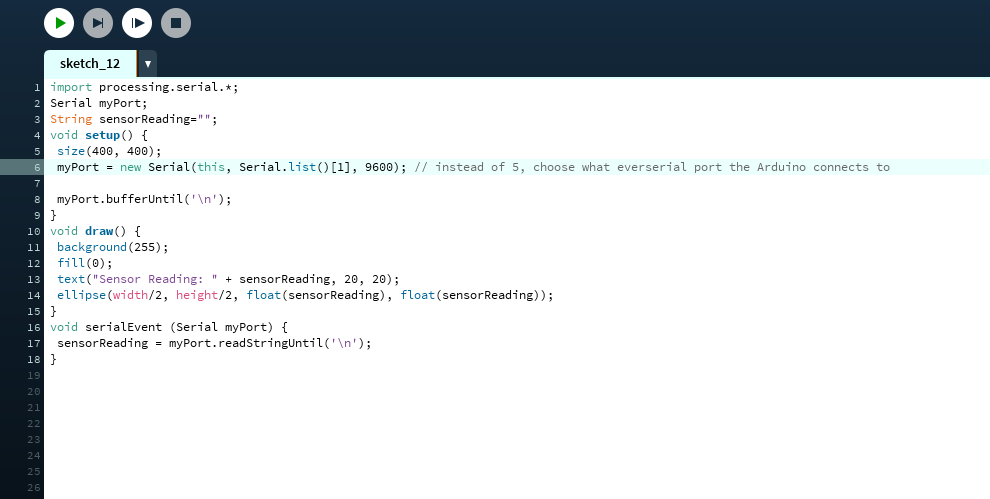 sketch_12 ▼
1 import processing.serial.*;
2 Serial myPort;
3 String sensorReading="";
4 void setup() {
5 size(400, 400);
6 myPort = new Serial(this, Serial.list()[1], 9600); // instead of 5, choose what everserial port the Arduino connects to
7
8 myPort.bufferUntil('\n');
9 }
10 void draw() {
11 background(255);
12 fill(0);
13 text("Sensor Reading: " + sensorReading, 20, 20);
14 ellipse(width/2, height/2, float(sensorReading), float(sensorReading));
15 }
16 void serialEvent (Serial myPort) {
17 sensorReading = myPort.readStringUntil('\n');
18 }
19
20
21
22
23
24
25
26